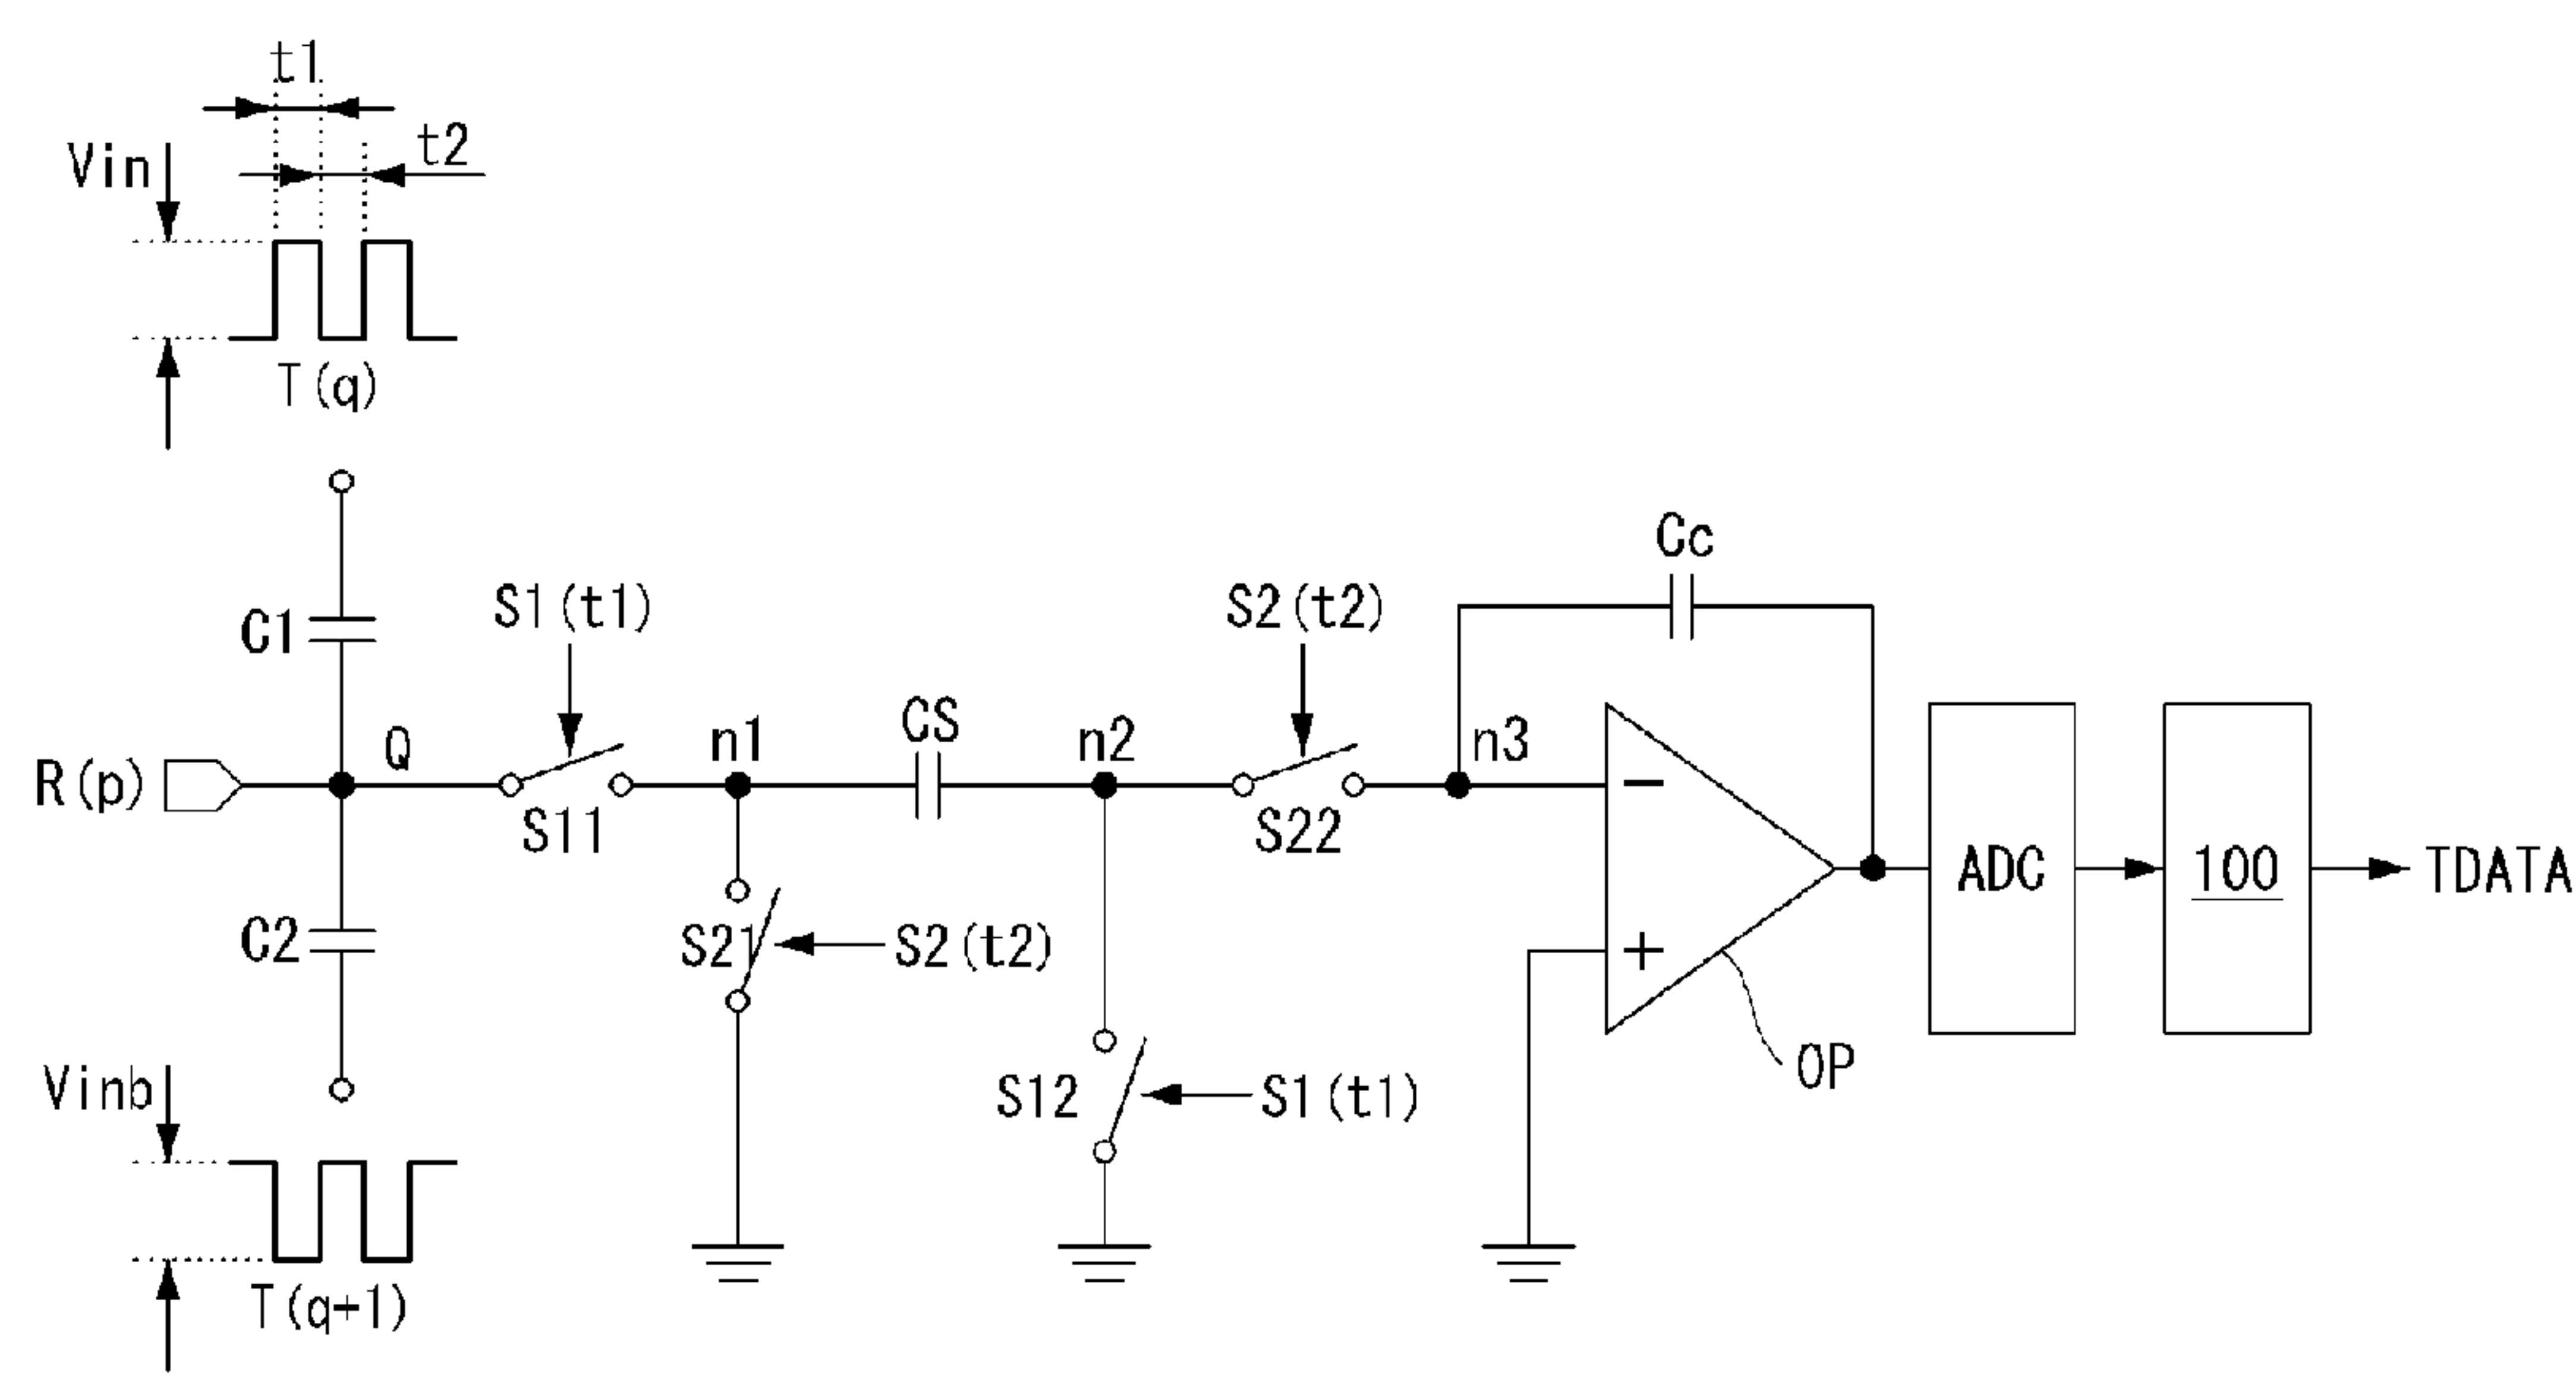 t1
t2
Vin
T(q)
Cc
S1(t1)
S2(t2)
C1
CS
n1
n2
n3
Q
R(p)
S11
S22
−
ADC
100
TDATA
C2
S21
S2(t2)
+
OP
Vinb
S12
S1(t1)
T(q+1)